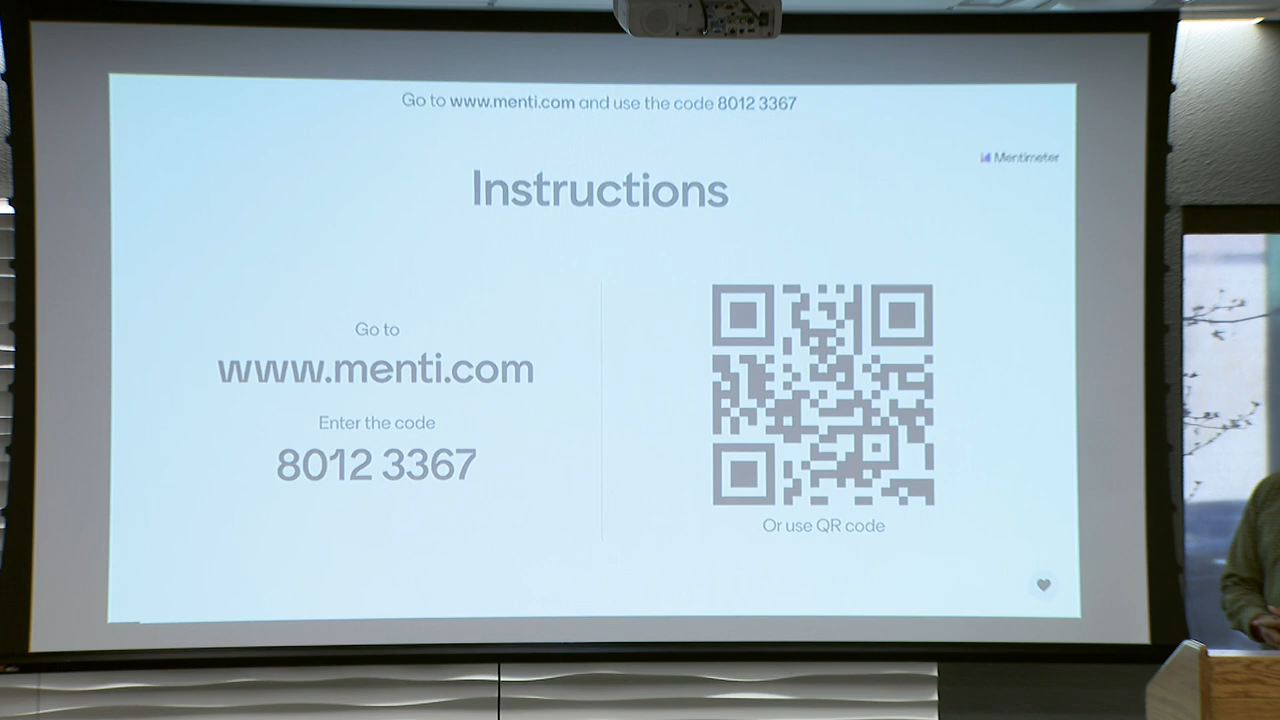 Go to www.menti.com and use the code 8012 3367
Mentimeter
Instructions
Go to
www.menti.com
Enter the code
8012 3367
Or use QR code